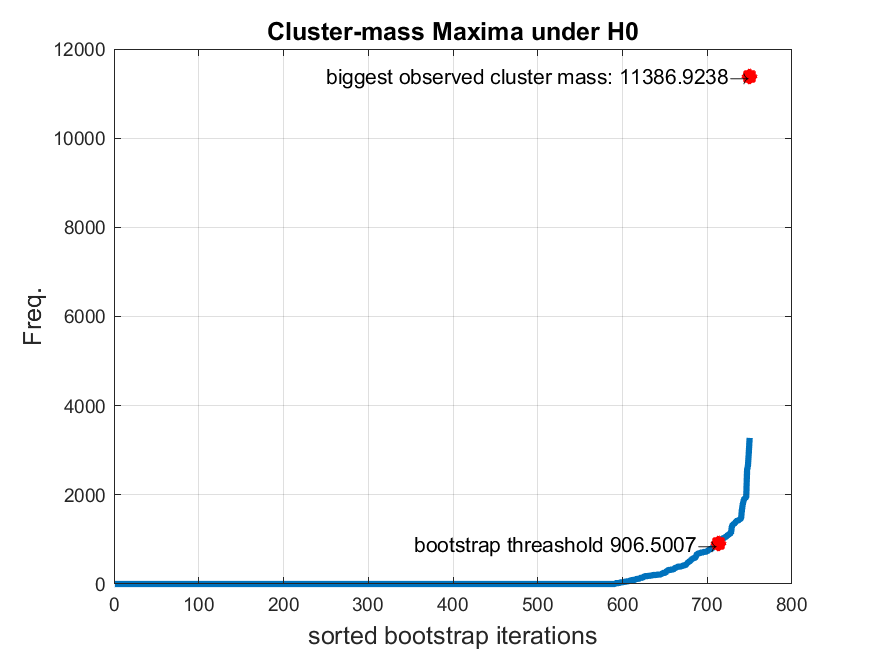 Cluster-mass Maxima under H0
12000
biggest observed cluster mass: 11386.9238
10000
8000
Freq.
6000
4000
2000
bootstrap threashold 906.5007
0
0 100 200 300 400 500 600 700 800
sorted bootstrap iterations